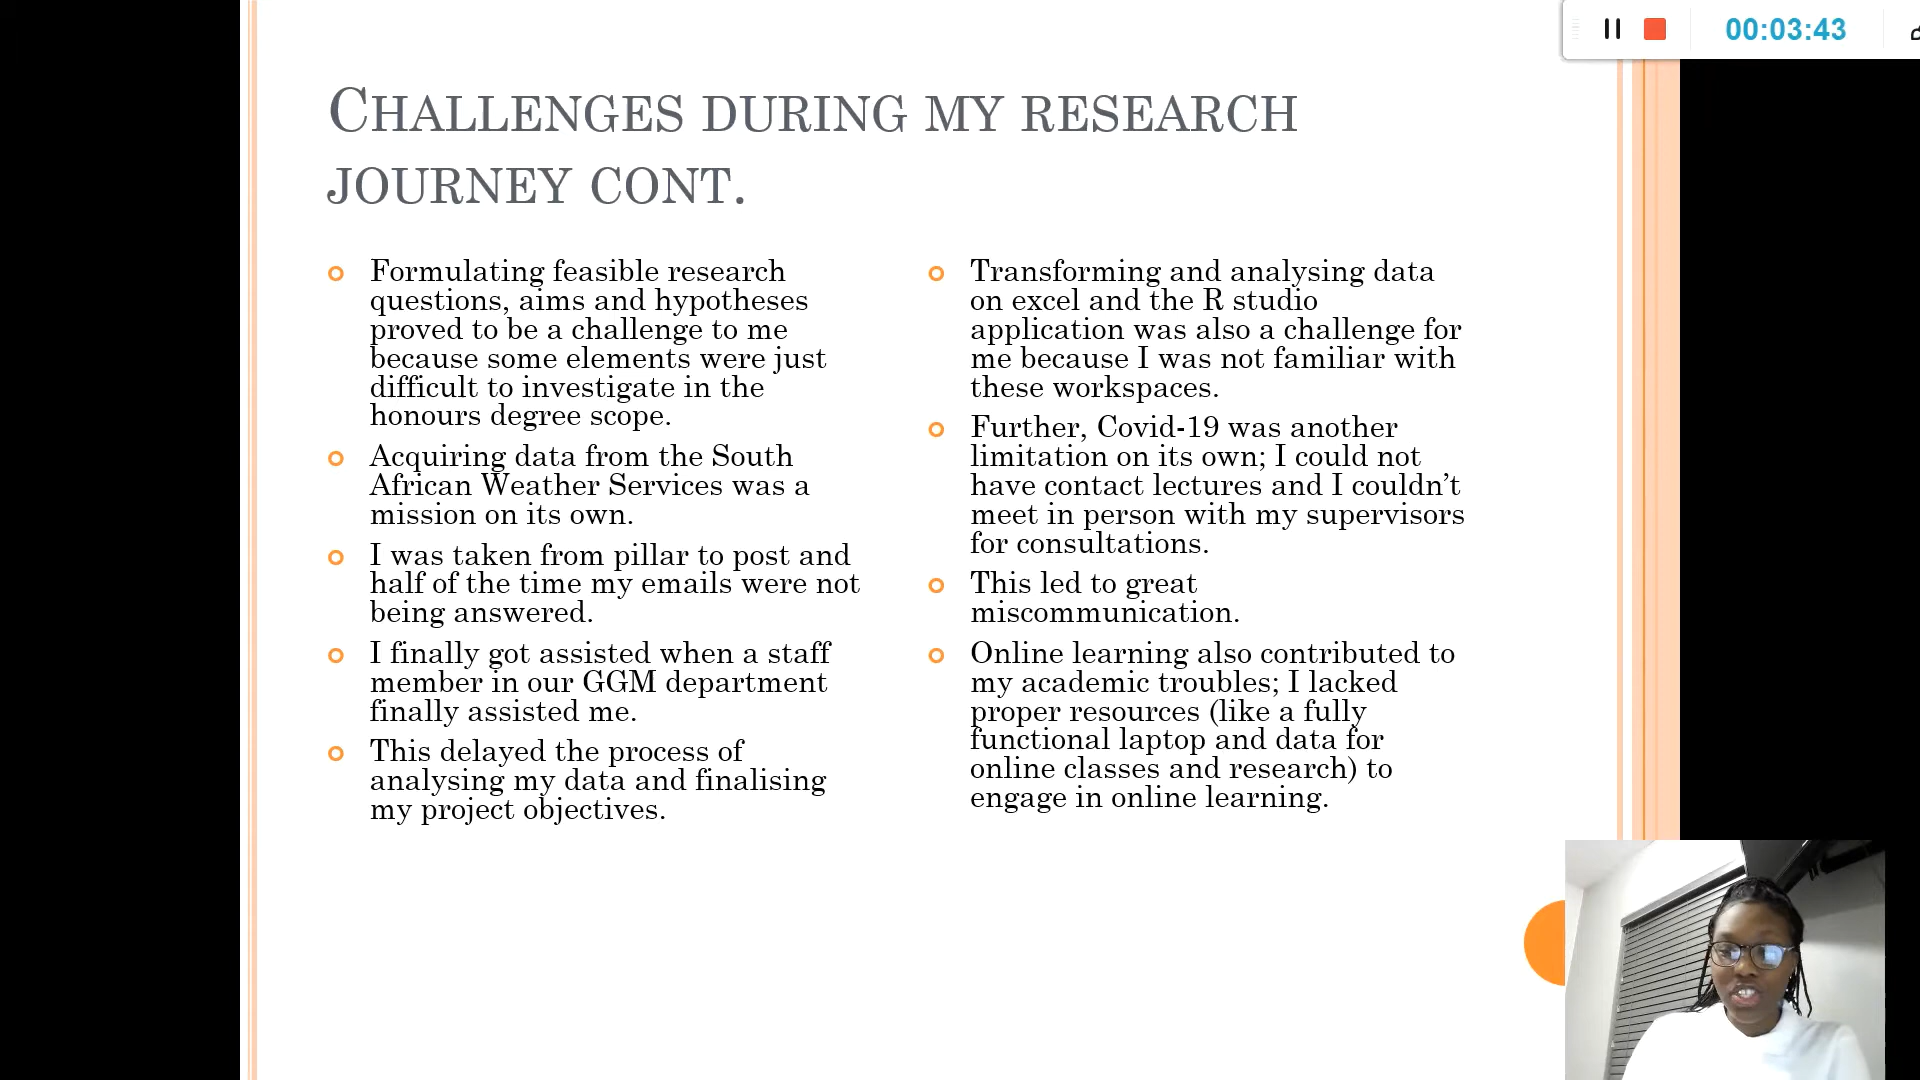 CHALLENGES DURING MY RESEARCH
JOURNEY CONT.
Formulating feasible research
questions, aims and hypotheses
proved to be a challenge to me
because some elements were just
difficult to investigate in the
honours degree scope.
Acquiring data from the South
African Weather Services was a
mission on its own.
I was taken from pillar to post and
half of the time my emails were not
being answered.
I finally got assisted when a staff
member in our GGM department
finally assisted me.
This delayed the process of
analysing my data and finalising
my project objectives.
Transforming and analysing data
on excel and the R studio
application was also a challenge for
me because I was not familiar with
these workspaces.
Further, Covid-19 was another
limitation on its own; I could not
have contact lectures and I couldn’t
meet in person with my supervisors
for consultations.
This led to great
miscommunication.
Online learning also contributed to
my academic troubles; I lacked
proper resources (like a fully
functional laptop and data for
online classes and research) to
engage in online learning.
00:03:43